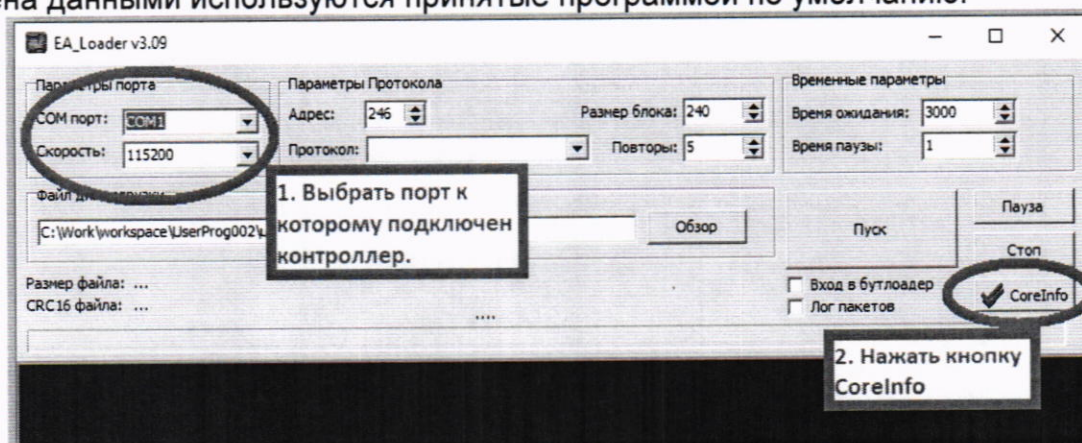 на данными используются принятые программой по умолчанию.
EA_Loader v3.09
Параметры порта
Параметры Протокола
Временные параметры
COM порт: COM1
Адрес: 246
Размер блока: 240
Время ожидания: 3000
Скорость: 115200
Протокол:
Повторы: 5
Время паузы: 1
1. Выбрать порт к
которому подключен
контроллер.
Файл для
C:\Work\workspace\UserProg002\
Обзор
Пуск
Пауза
Стоп
Размер файла: ...
CRC16 файла: ...
....
Вход в бутлоадер
Лог пакетов
CoreInfo
2. Нажать кнопку
CoreInfo